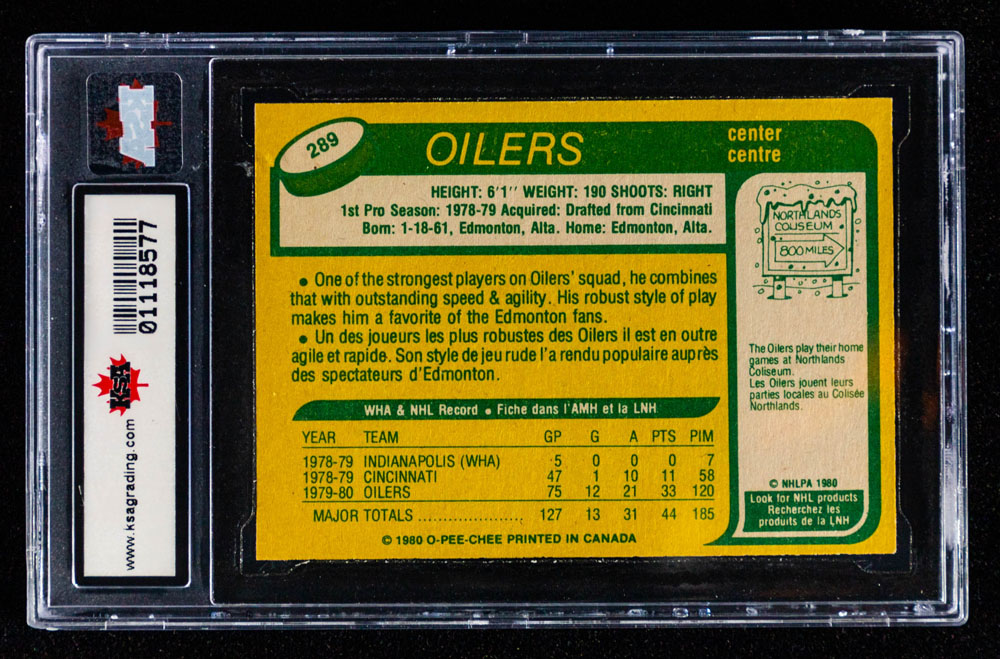 KSA
01118577
KSA
www.ksagrading.com
289
OILERS
center
centre
HEIGHT: 6'1'' WEIGHT: 190 SHOOTS: RIGHT
1st Pro Season: 1978-79 Acquired: Drafted from Cincinnati
Born: 1-18-61, Edmonton, Alta. Home: Edmonton, Alta.
• One of the strongest players on Oilers' squad, he combines
that with outstanding speed & agility. His robust style of play
makes him a favorite of the Edmonton fans.
• Un des joueurs les plus robustes des Oilers il est en outre
agile et rapide. Son style de jeu rude l'a rendu populaire auprès
des spectateurs d'Edmonton.
WHA & NHL Record • Fiche dans l'AMH et la LNH
YEAR TEAM GP G A PTS PIM
1978-79 INDIANAPOLIS (WHA) 5 0 0 0 7
1978-79 CINCINNATI 47 1 10 11 58
1979-80 OILERS 75 12 21 33 120
MAJOR TOTALS ........................ 127 13 31 44 185
© 1980 O-PEE-CHEE PRINTED IN CANADA
NORTHLANDS
COLISEUM
800 MILES
The Oilers play their home
games at Northlands
Coliseum.
Les Oilers jouent leurs
parties locales au Colisée
Northlands.
© NHLPA 1980
Look for NHL products
Recherchez les
produits de la LNH